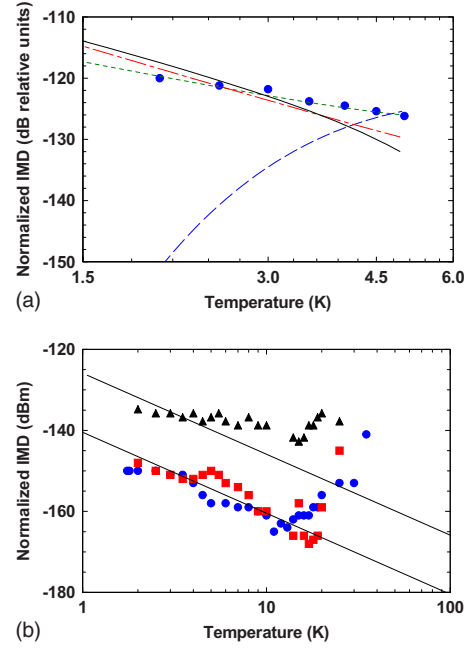 -110
-120
-130
-140
-150
Normalized IMD (dB relative units)
1.5 3.0 4.5 6.0
Temperature (K)
(a)
-120
-140
-160
-180
Normalized IMD (dBm)
1 10 100
Temperature (K)
(b)